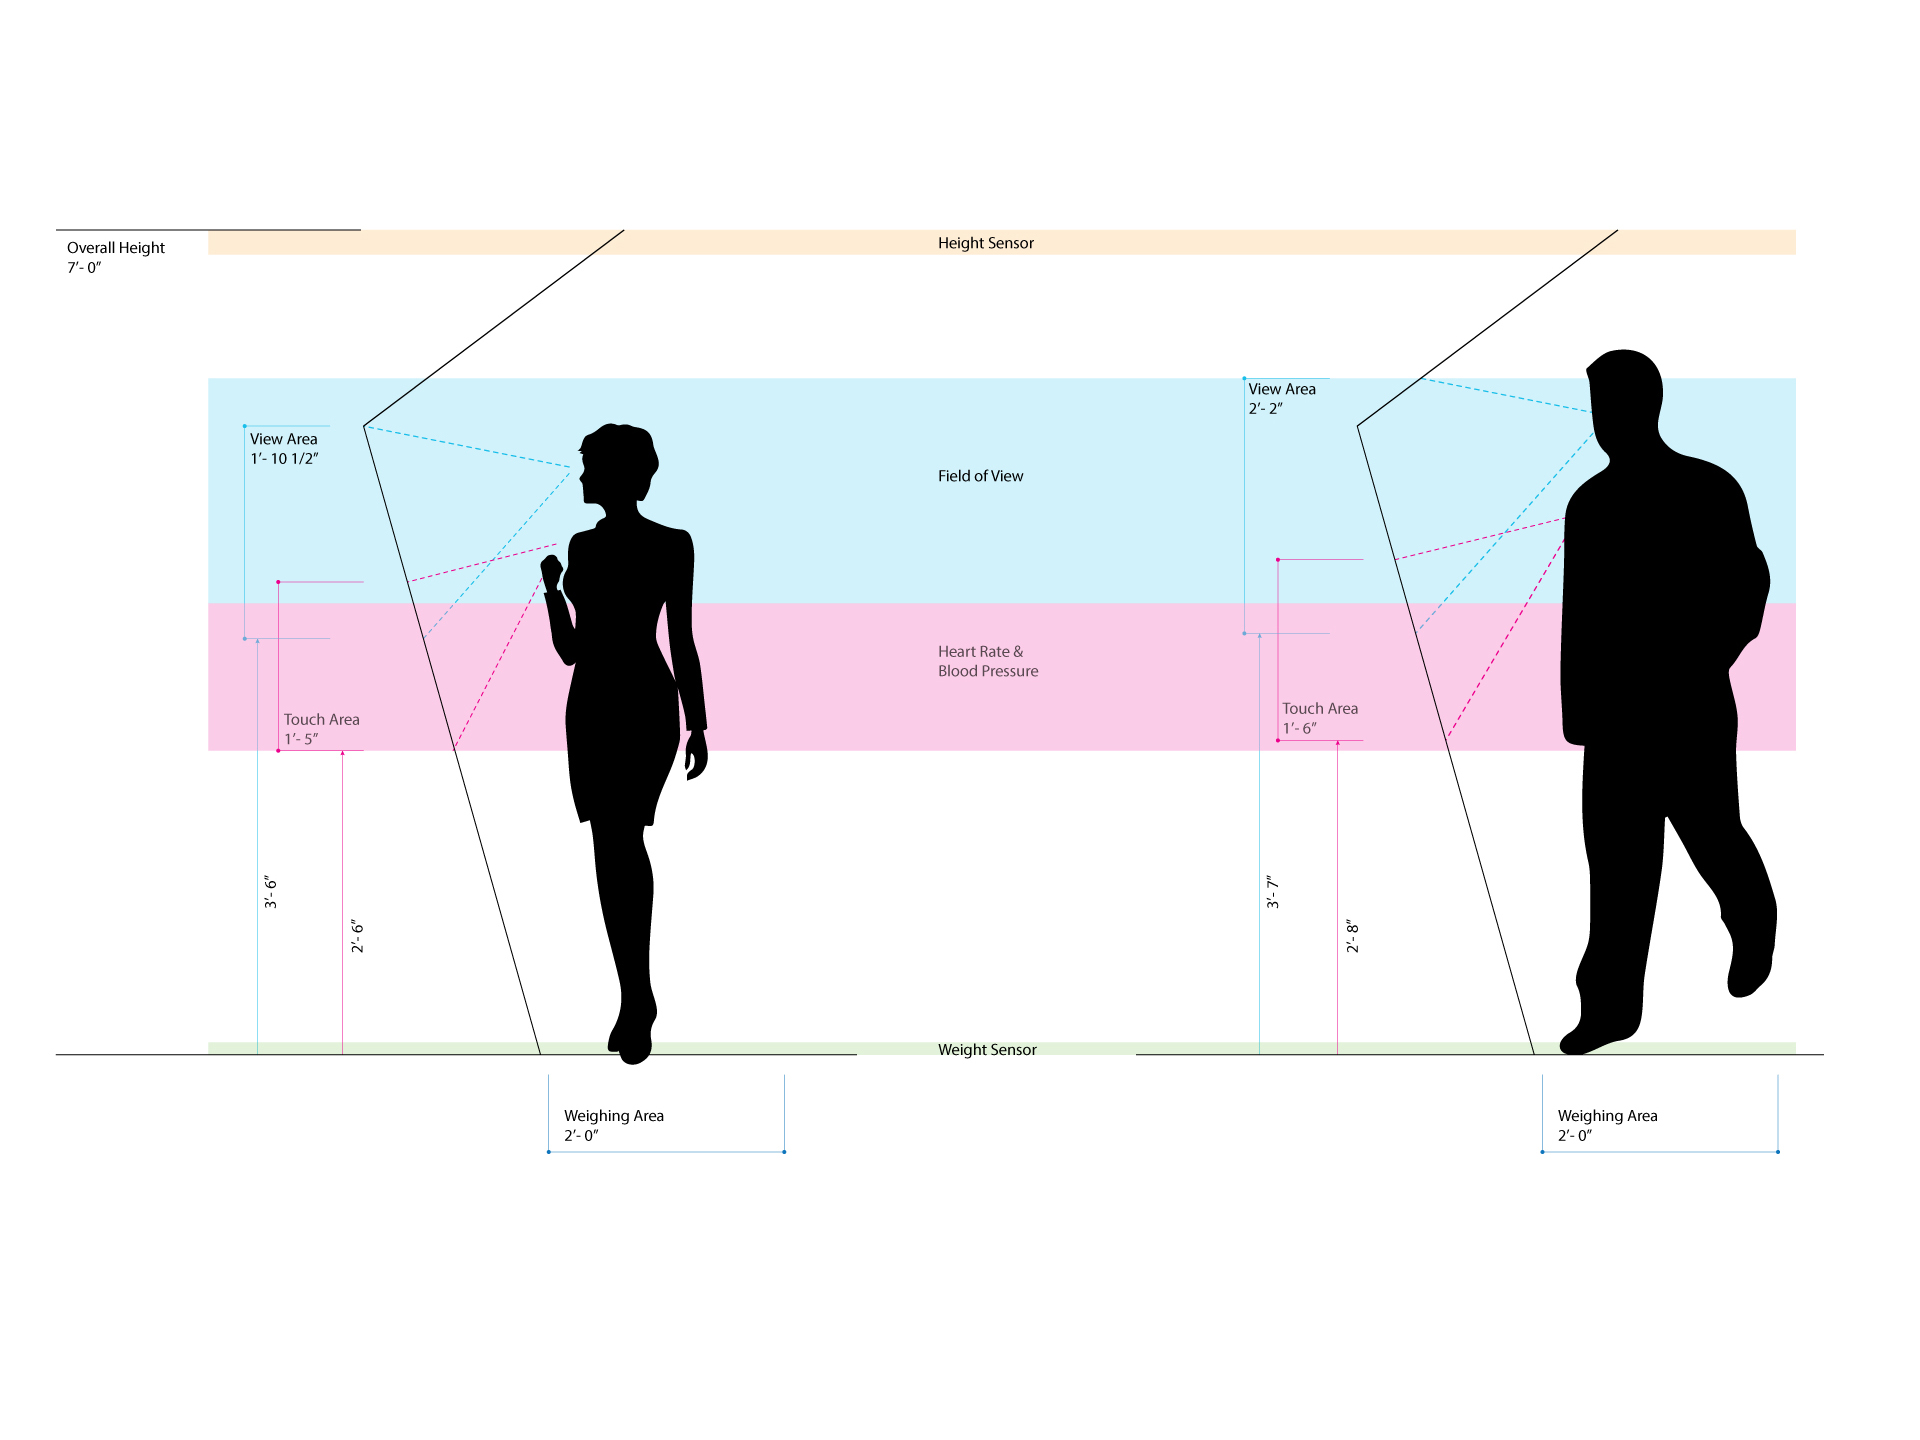 Overall Height
7’- 0”
Height Sensor
View Area
1’- 10 1/2”
View Area
2’- 2”
Field of View
Heart Rate &
Blood Pressure
Touch Area
1’- 5”
Touch Area
1’- 6”
3’- 6”
2’- 6”
3’- 7”
2’- 8”
Weight Sensor
Weighing Area
2’- 0”
Weighing Area
2’- 0”